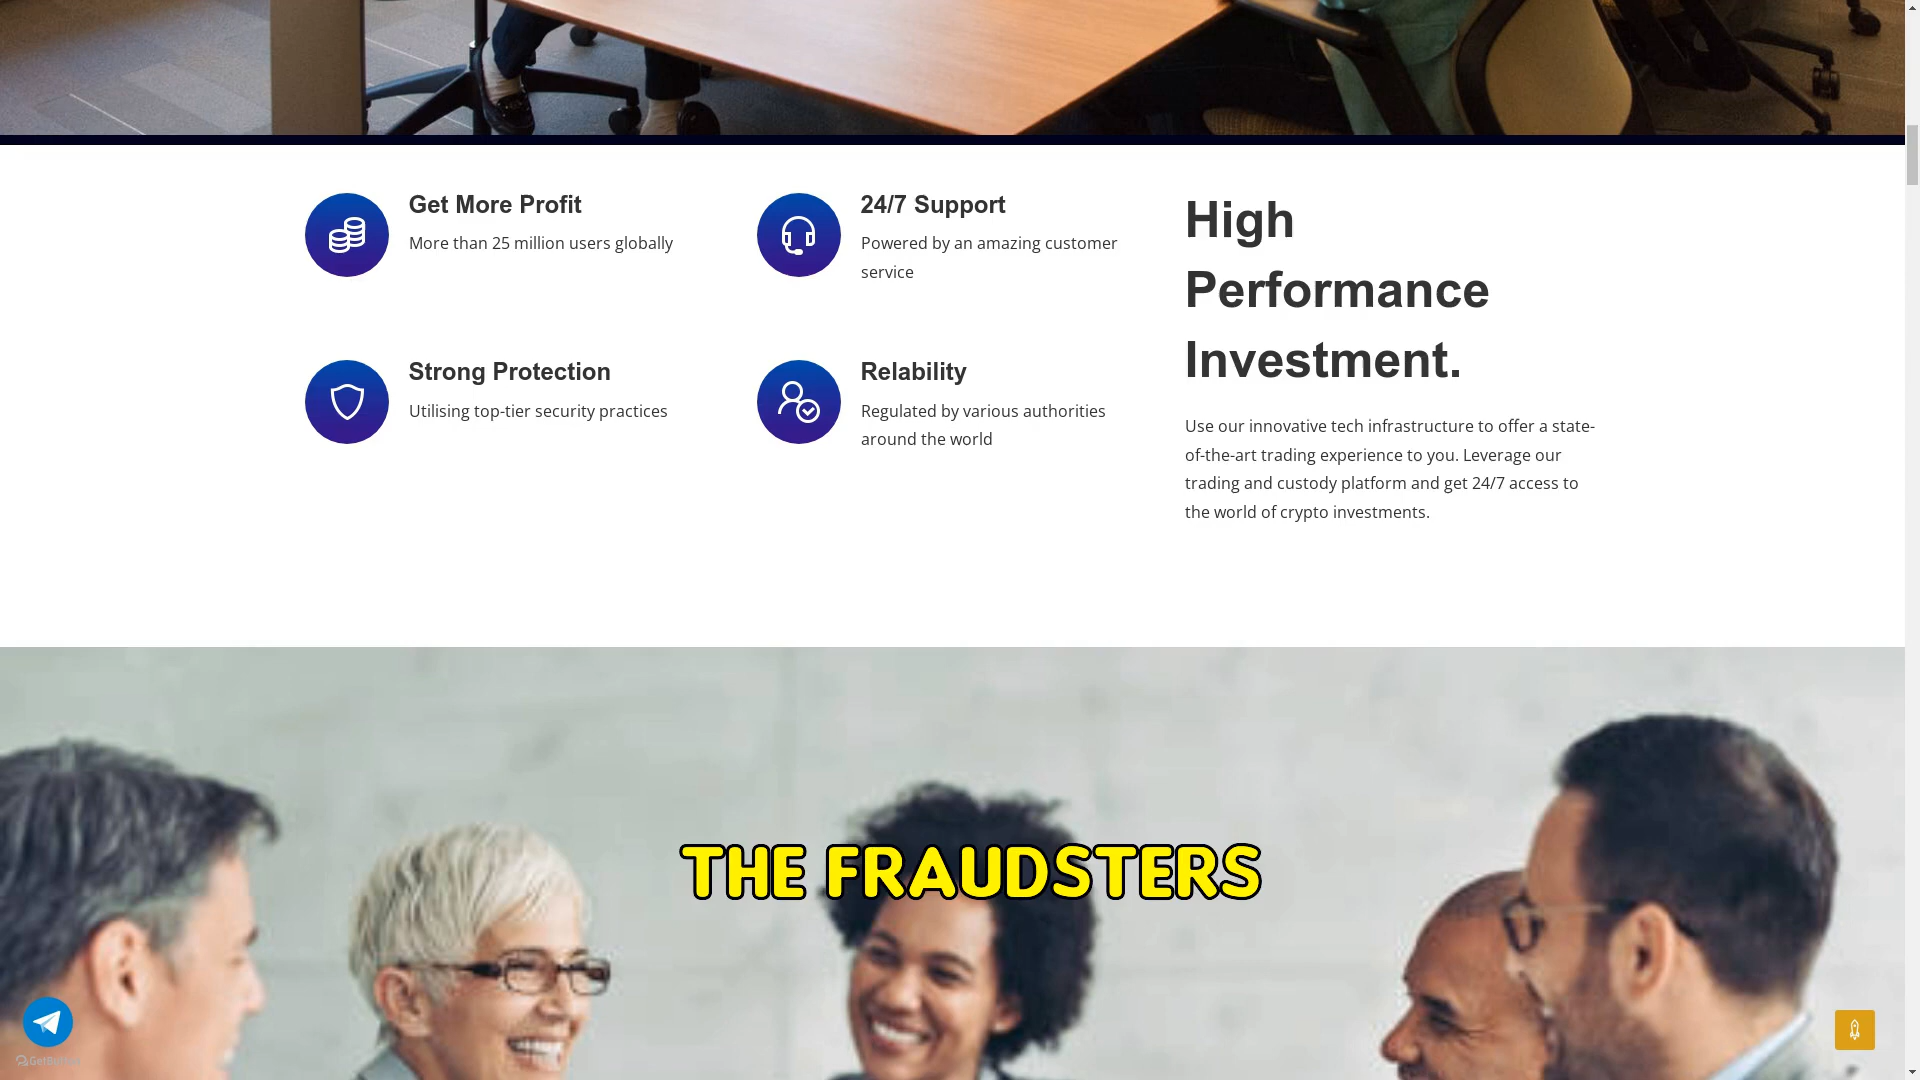 Get More Profit
More than 25 million users globally
24/7 Support
Powered by an amazing customer
service
Strong Protection
Utilising top-tier security practices
Relability
Regulated by various authorities
around the world
High
Performance
Investment.
Use our innovative tech infrastructure to offer a state-
of-the-art trading experience to you. Leverage our
trading and custody platform and get 24/7 access to
the world of crypto investments.
THE FRAUDSTERS
GetButton